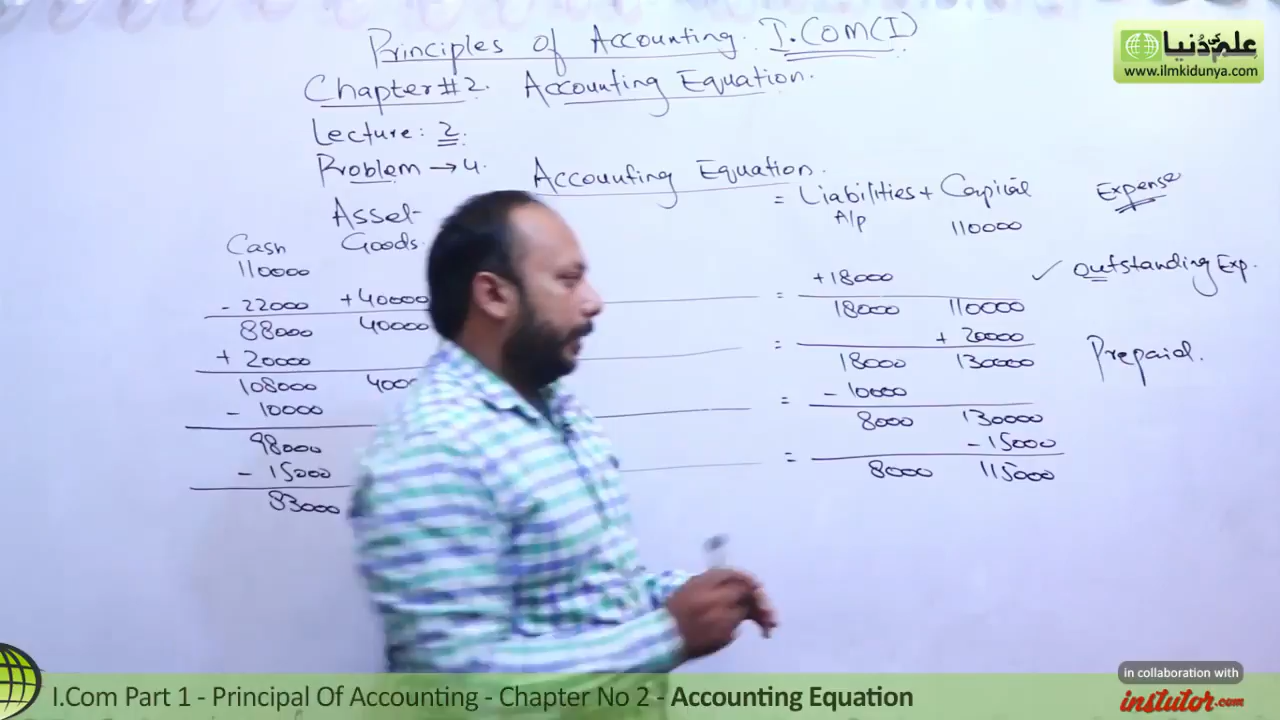 Principles of Accounting. I.Com(I)
علم کی دُنیا
www.ilmkidunya.com
Chapter#2. Accounting Equation.
Lecture: 2.
Problem → 4. Accounting Equation.
Asset = Liabilities + Capital Expense
Cash Goods. A/p 110000
110000
+18000 ✓ Outstanding Exp.
- 22000 +40000 = 18000 110000
88000 40000 + 20000
+ 20000 = 18000 130000 Prepaid.
108000 - 10000
- 10000 = 8000 130000
98000 - 15000
- 15000 = 8000 115000
83000
in collaboration with
instutor.com
I.Com Part 1 - Principal Of Accounting - Chapter No 2 - Accounting Equation